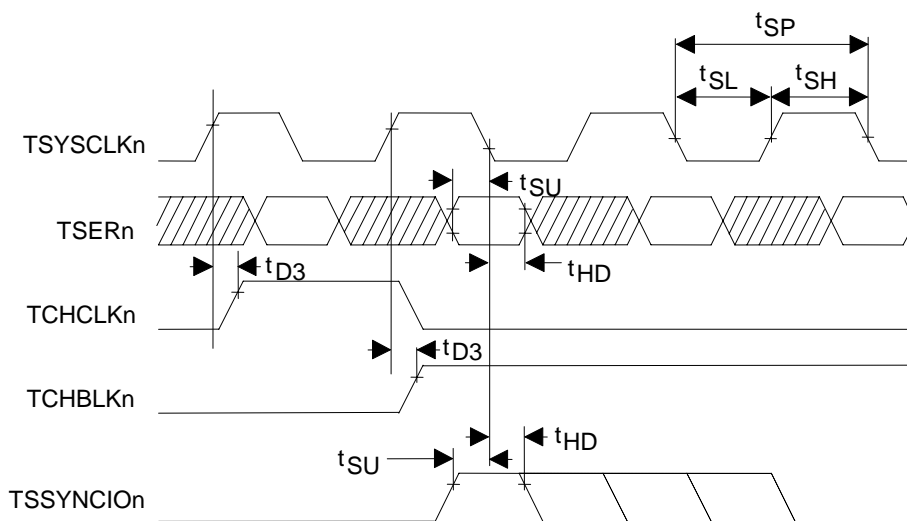 tSP
tSL
tSH
TSYSCLKn
tSU
TSERn
tD3
tHD
TCHCLKn
tD3
TCHBLKn
tHD
tSU
TSSYNCIOn